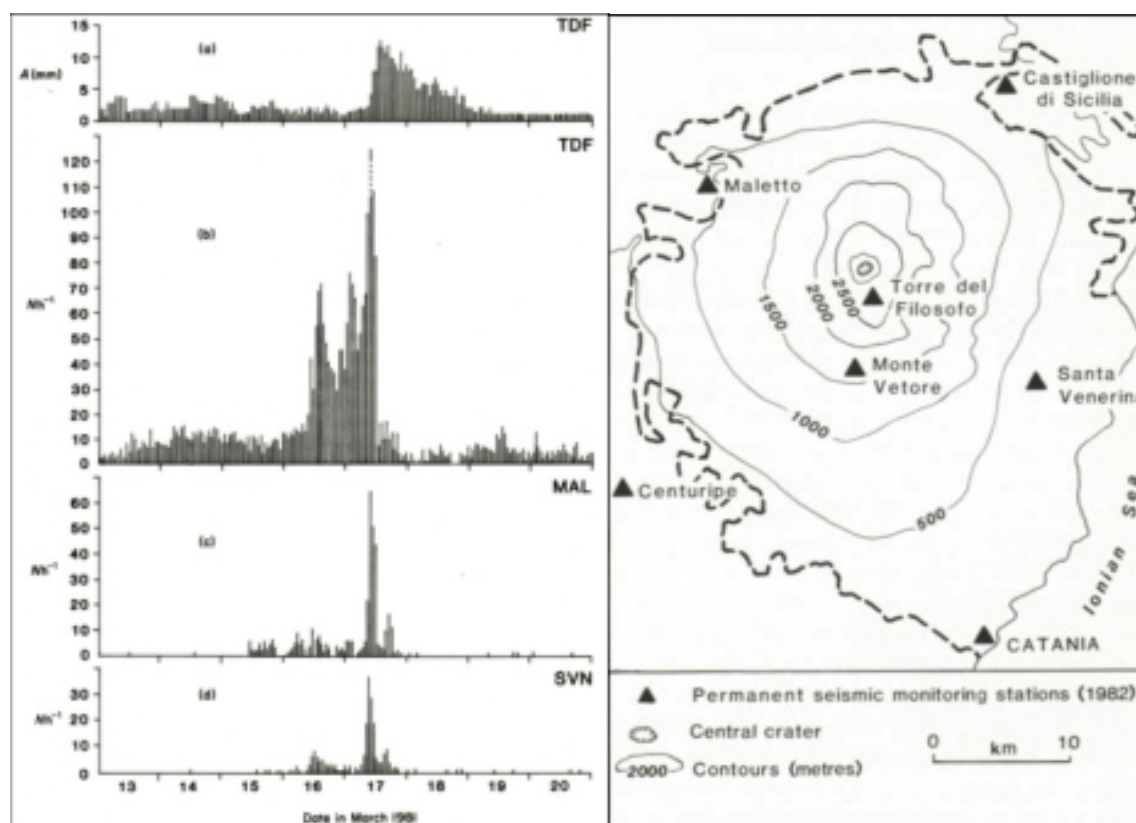 TDF
15
(a)
10
A (mm)
5
0
TDF
120
110
100
90
(b)
80
70
Nh⁻¹
60
50
40
30
20
10
0
MAL
60
50
(c)
40
Nh⁻¹
30
20
10
0
SVN
30
(d)
Nh⁻¹
20
10
0
13 14 15 16 17 18 19 20
Date in March 1981
Castiglione
di Sicilia
Maletto
Torre del
Filosofo
2500
2000
1500
Monte
Vetore
Santa
Venerina
1000
Centuripe
500
Ionian Sea
CATANIA
Permanent seismic monitoring stations (1982)
Central crater
0 10
km
2000 Contours (metres)